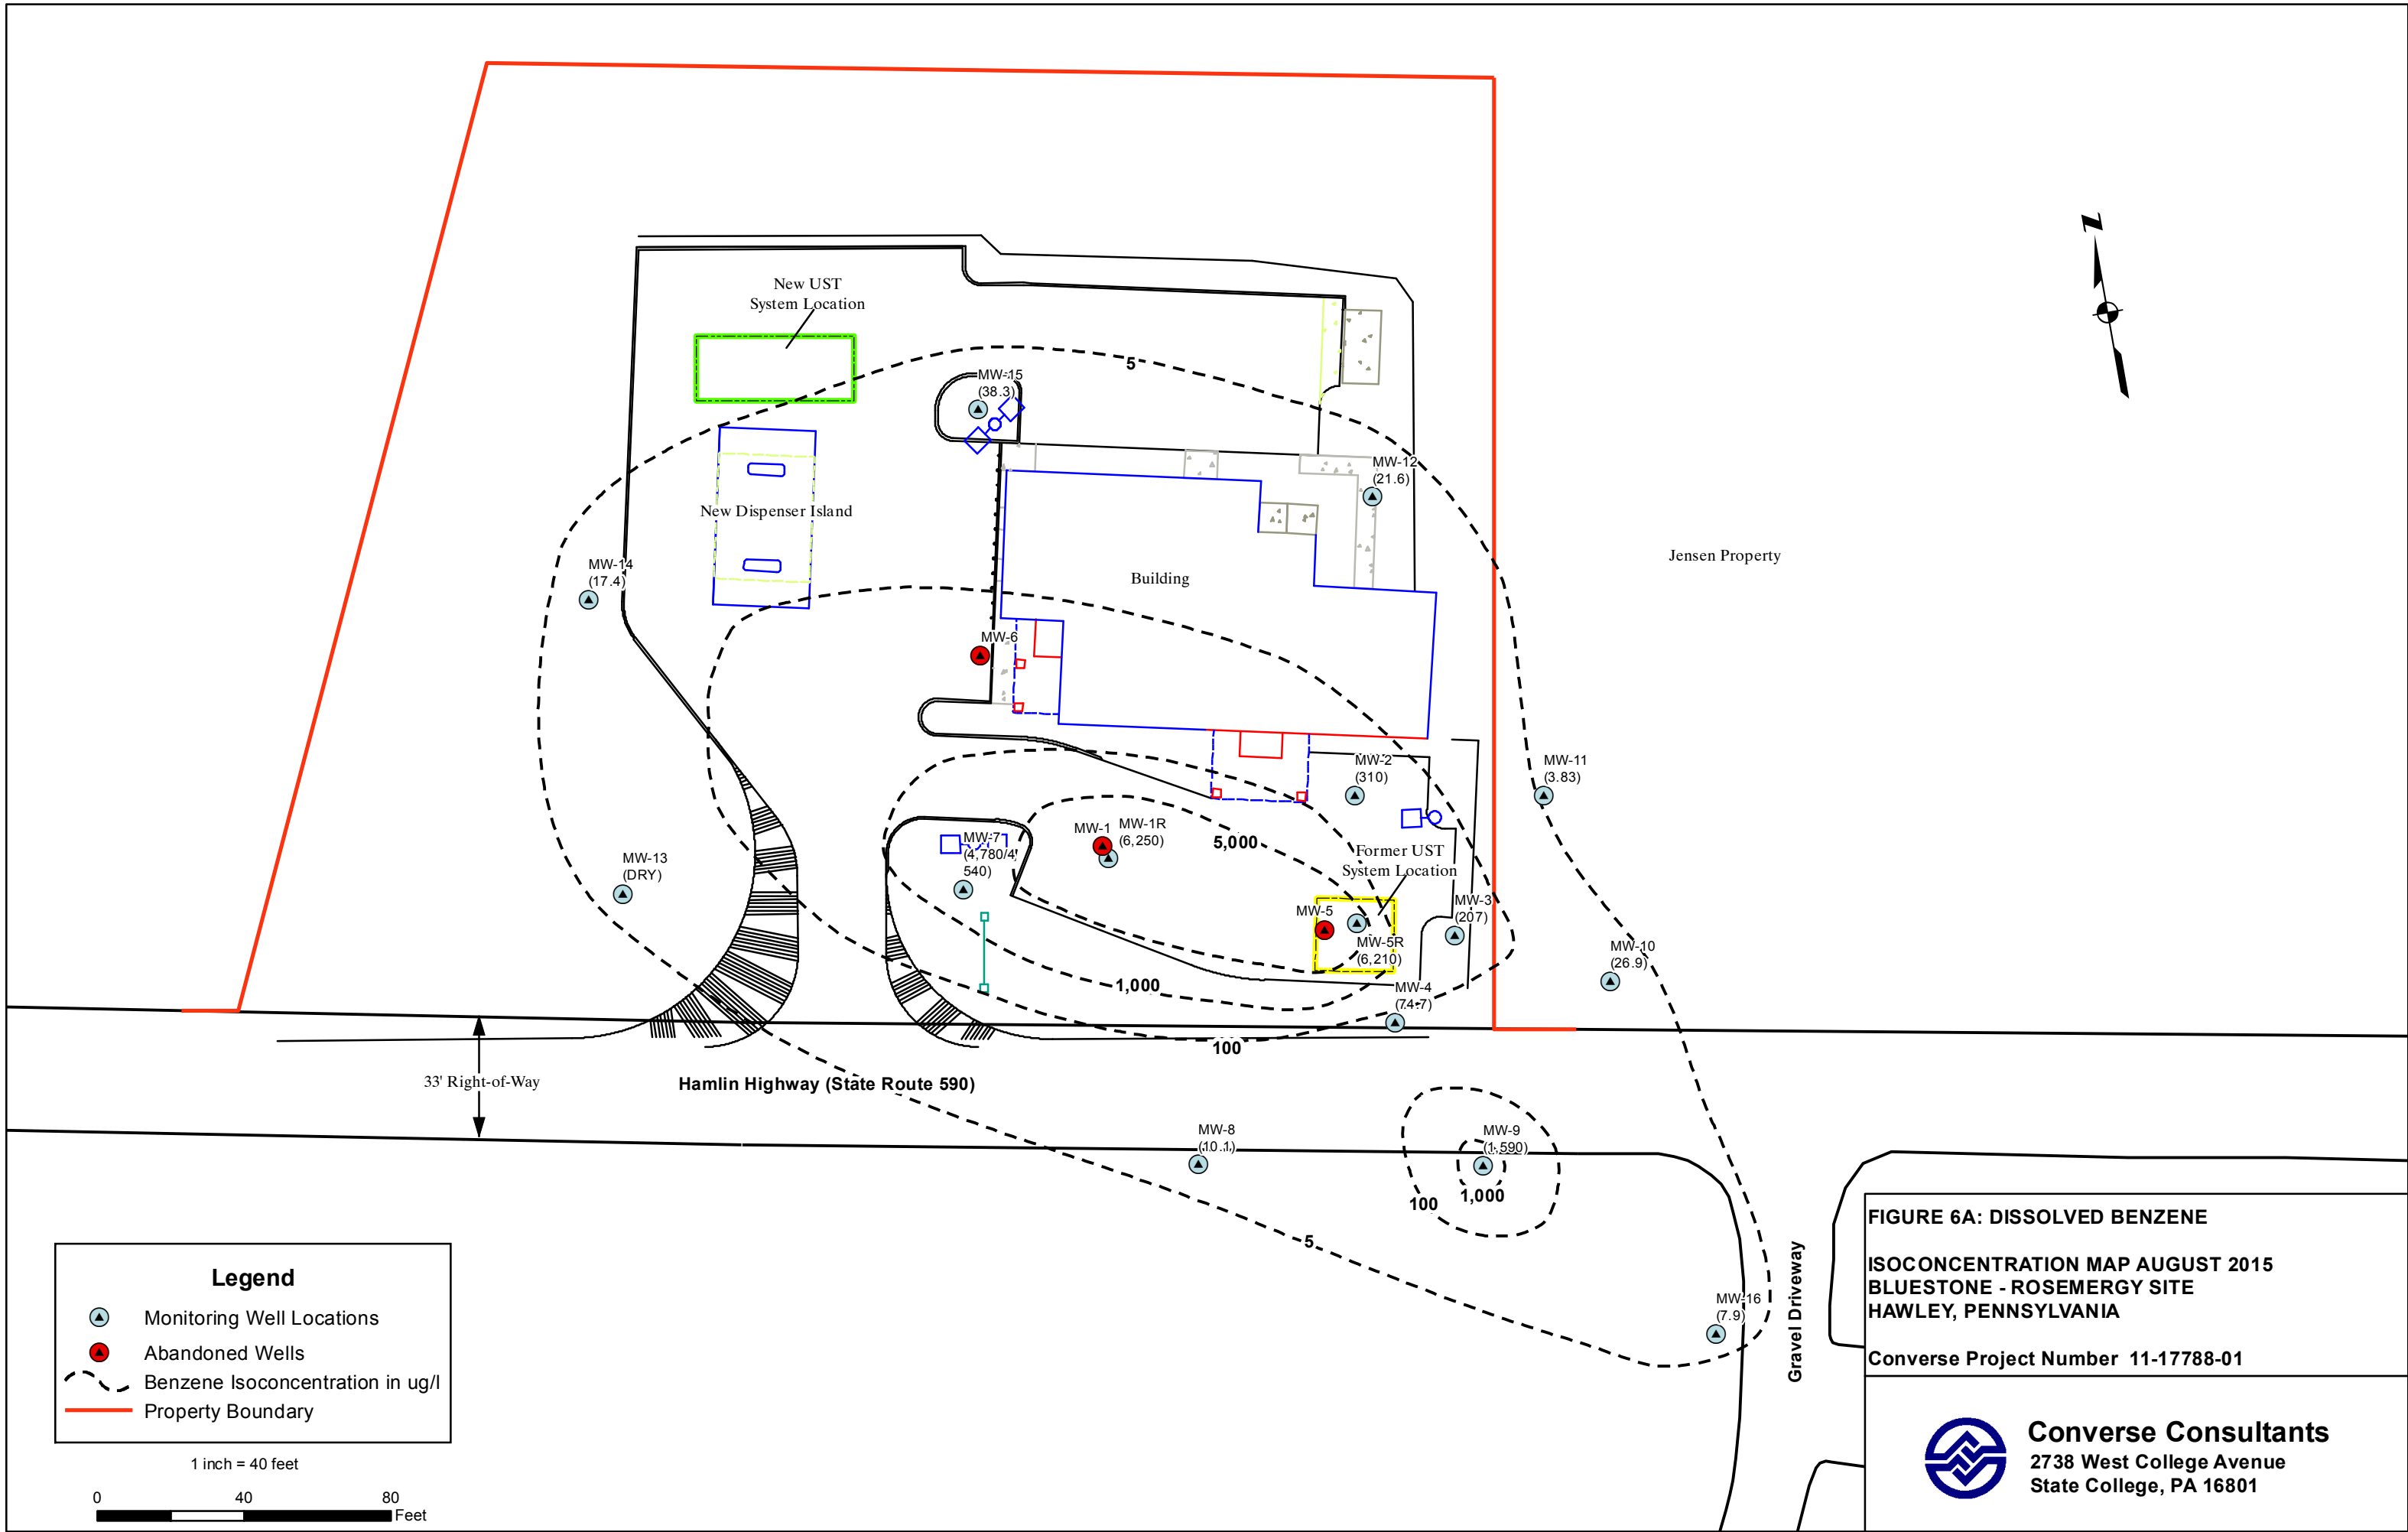 New UST
System Location
5
N
MW-15
(38.3)
MW-12
(21.6)
New Dispenser Island
Jensen Property
MW-14
(17.4)
Building
MW-6
MW-2
(310)
MW-11
(3.83)
MW-1
MW-1R
(6,250)
5,000
MW-7
(4,780/4,
540)
Former UST
System Location
MW-13
(DRY)
MW-5
MW-3
(207)
MW-5R
(6,210)
MW-10
(26.9)
1,000
MW-4
(74.7)
100
33' Right-of-Way
Hamlin Highway (State Route 590)
MW-8
(10.1)
MW-9
(1,590)
1,000
100
5
MW-16
(7.9)
Gravel Driveway
Legend
Monitoring Well Locations
Abandoned Wells
Benzene Isoconcentration in ug/l
Property Boundary
1 inch = 40 feet
0 40 80
Feet
FIGURE 6A: DISSOLVED BENZENE
ISOCONCENTRATION MAP AUGUST 2015
BLUESTONE - ROSEMERGY SITE
HAWLEY, PENNSYLVANIA
Converse Project Number 11-17788-01
Converse Consultants
2738 West College Avenue
State College, PA 16801